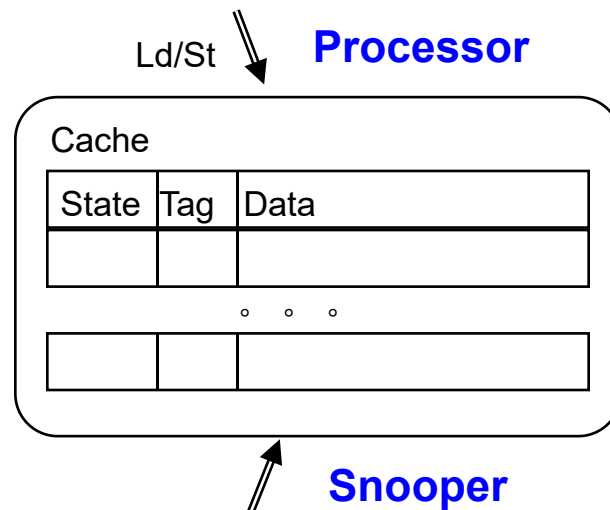 Ld/St Processor
Cache
State Tag Data
Snooper